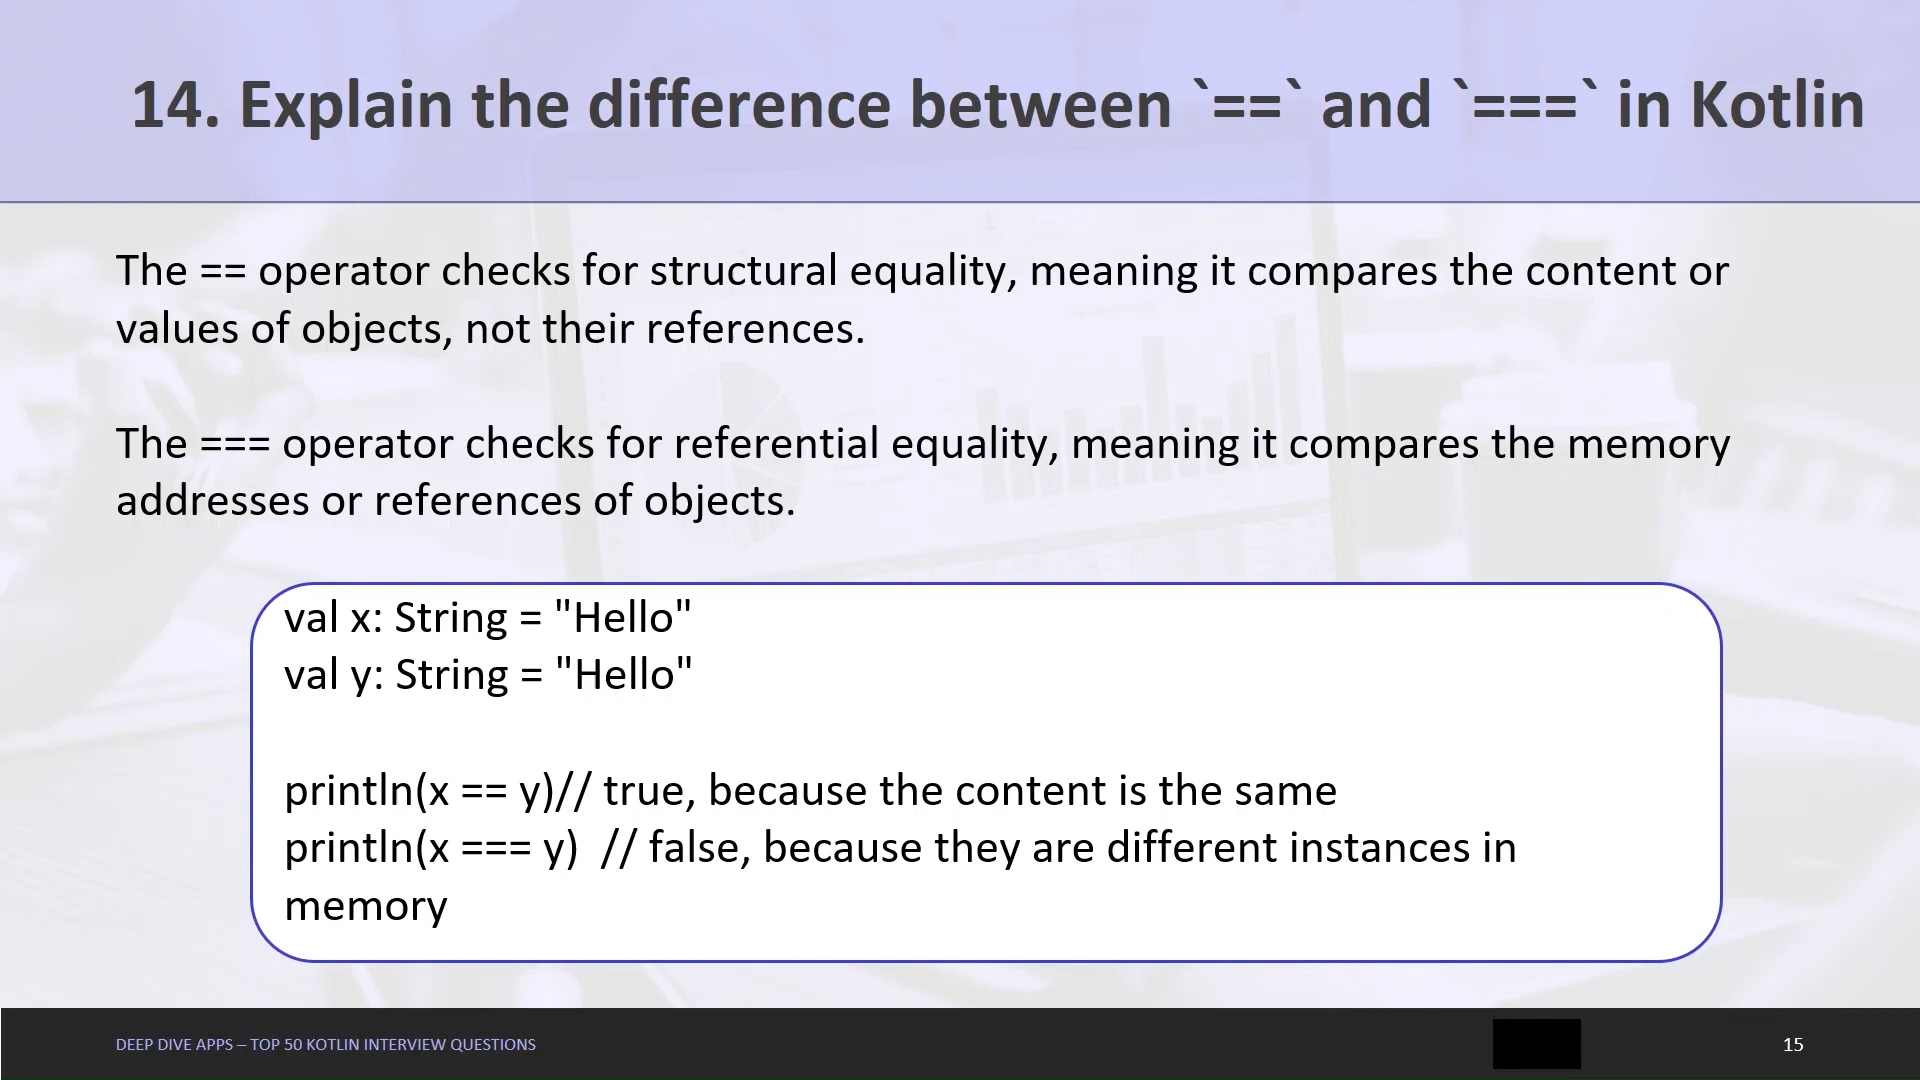 14. Explain the difference between `==` and `===` in Kotlin
The == operator checks for structural equality, meaning it compares the content or
values of objects, not their references.
The === operator checks for referential equality, meaning it compares the memory
addresses or references of objects.
val x: String = "Hello"
val y: String = "Hello"
println(x == y)// true, because the content is the same
println(x === y)  // false, because they are different instances in
memory
DEEP DIVE APPS – TOP 50 KOTLIN INTERVIEW QUESTIONS
15